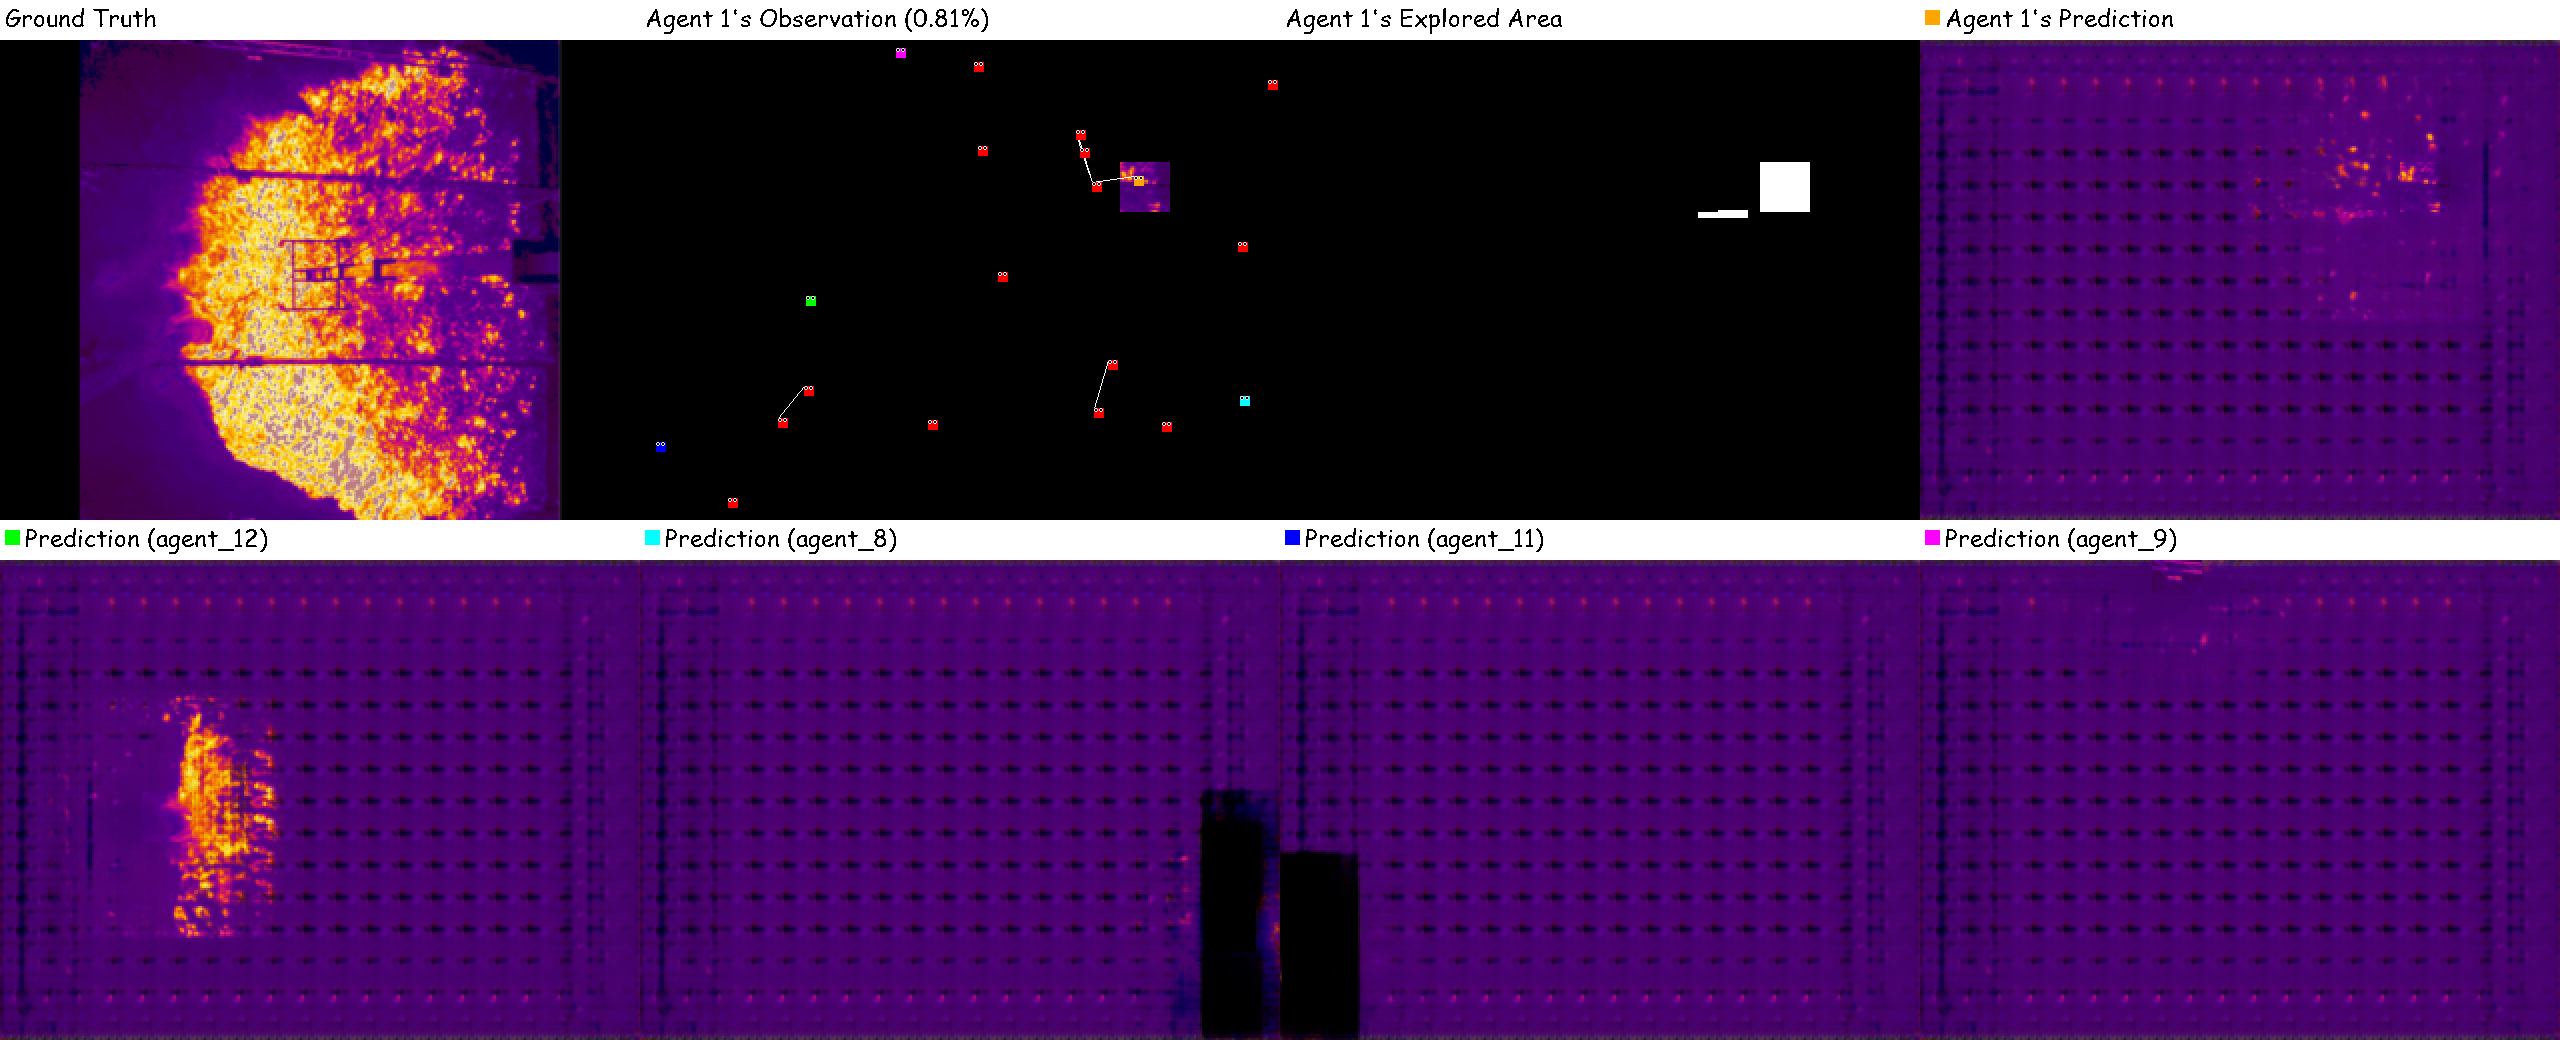 Ground Truth
Agent 1's Observation (0.81%)
Agent 1's Explored Area
Agent 1's Prediction
Prediction (agent_12)
Prediction (agent_8)
Prediction (agent_11)
Prediction (agent_9)